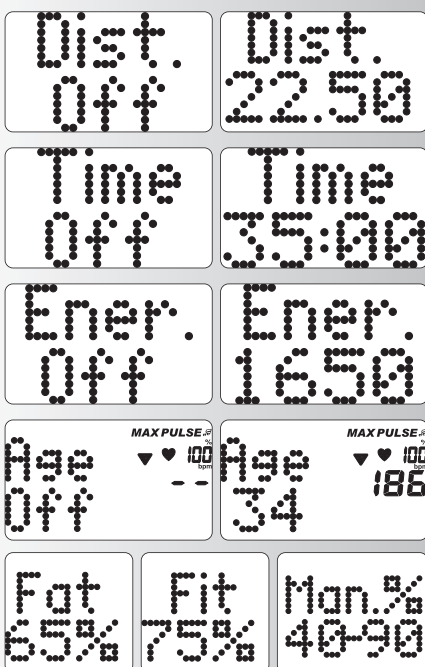 Dist.
Off
Dist.
22.50
Time
Off
Time
35:00
Ener.
Off
Ener.
1650
Age
Off
MAX PULSE
%
100
bpm
--
Age
34
MAX PULSE
%
100
bpm
186
Fat
65%
Fit
75%
Man.%
40-90